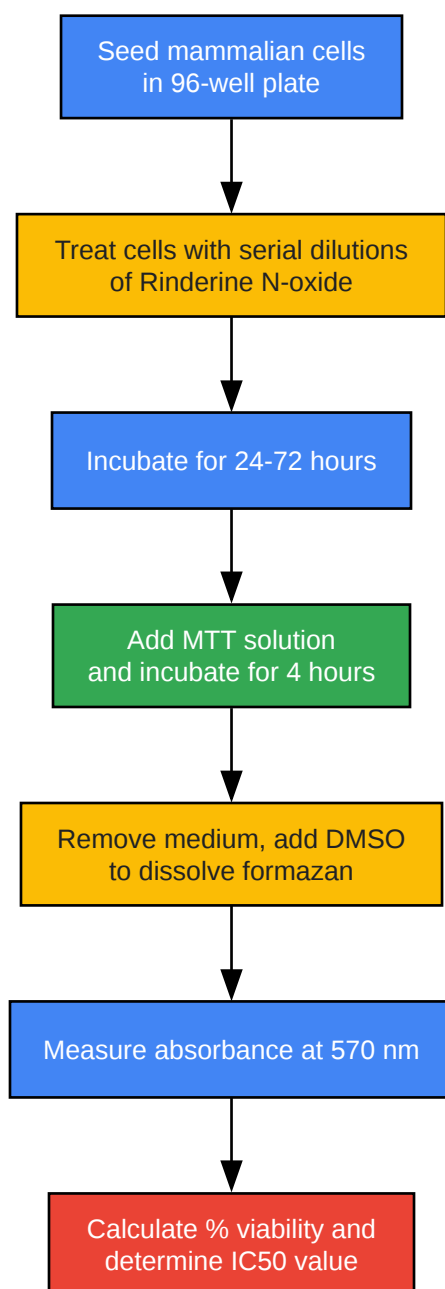 Seed mammalian cells
in 96-well plate
Treat cells with serial dilutions
of Rinderine N-oxide
Incubate for 24-72 hours
Add MTT solution
and incubate for 4 hours
Remove medium, add DMSO
to dissolve formazan
Measure absorbance at 570 nm
Calculate % viability and
determine IC50 value